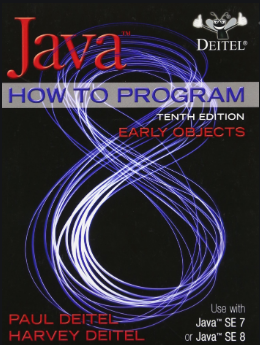 Java™
DEITEL®
HOW TO PROGRAM
TENTH EDITION
EARLY OBJECTS
8
PAUL DEITEL
HARVEY DEITEL
Use with
Java™ SE 7
or Java™ SE 8